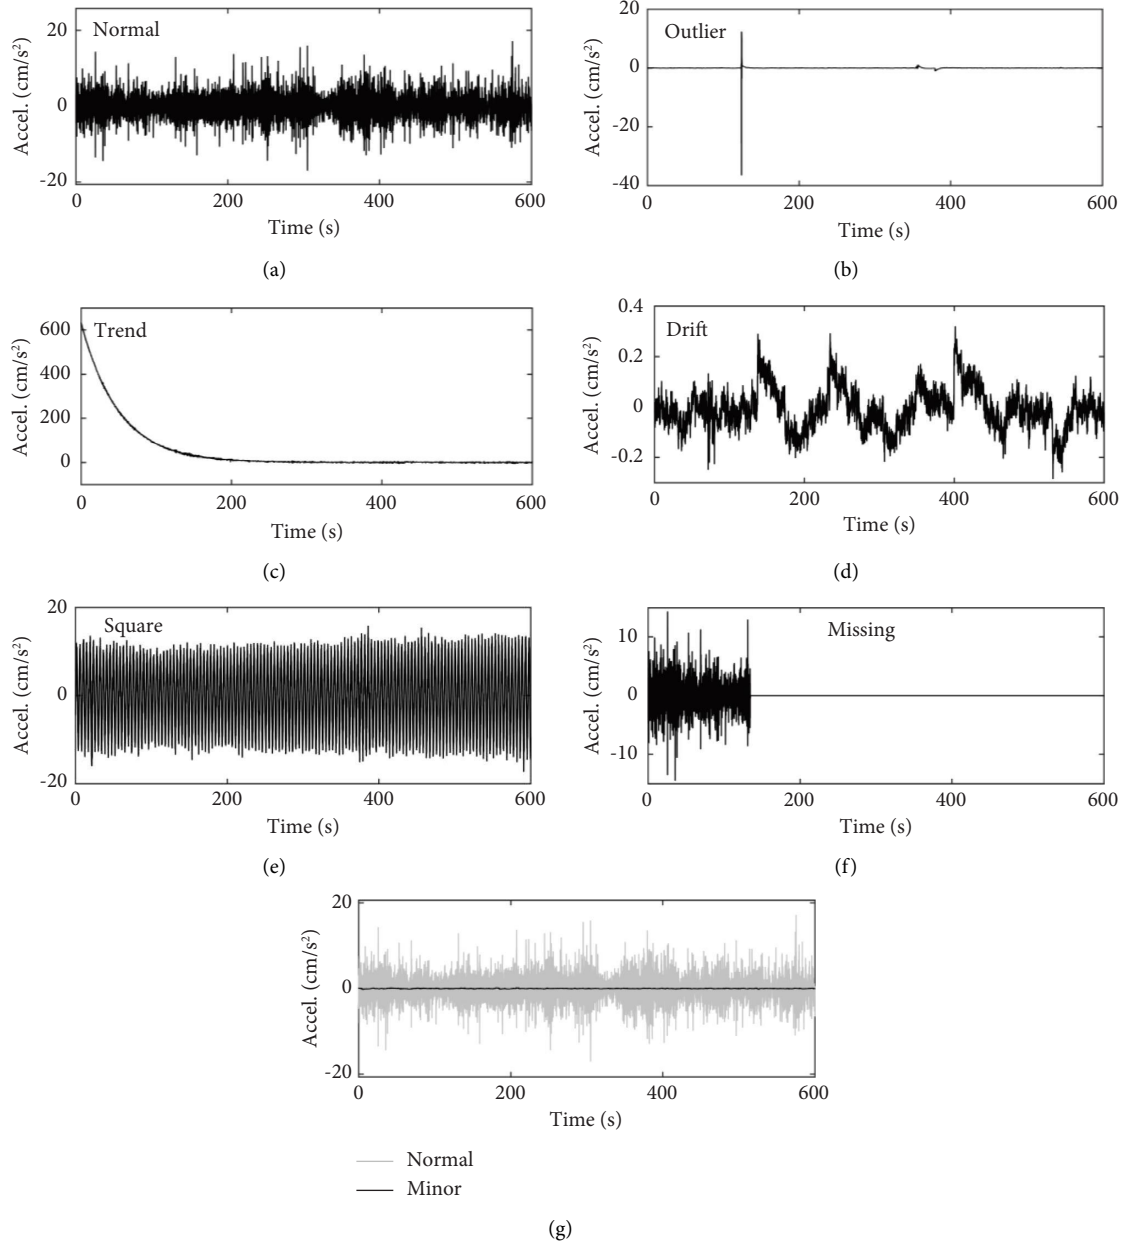 Normal
Accel. (cm/s²)
20
0
-20
0 200 400 600
Time (s)
(a)
Outlier
Accel. (cm/s²)
20
0
-20
-40
0 200 400 600
Time (s)
(b)
Trend
Accel. (cm/s²)
600
400
200
0
0 200 400 600
Time (s)
(c)
Drift
Accel. (cm/s²)
0.4
0.2
0
-0.2
0 200 400 600
Time (s)
(d)
Square
Accel. (cm/s²)
20
0
-20
0 200 400 600
Time (s)
(e)
Missing
Accel. (cm/s²)
10
0
-10
0 200 400 600
Time (s)
(f)
Accel. (cm/s²)
20
0
-20
0 200 400 600
Time (s)
Normal
Minor
(g)